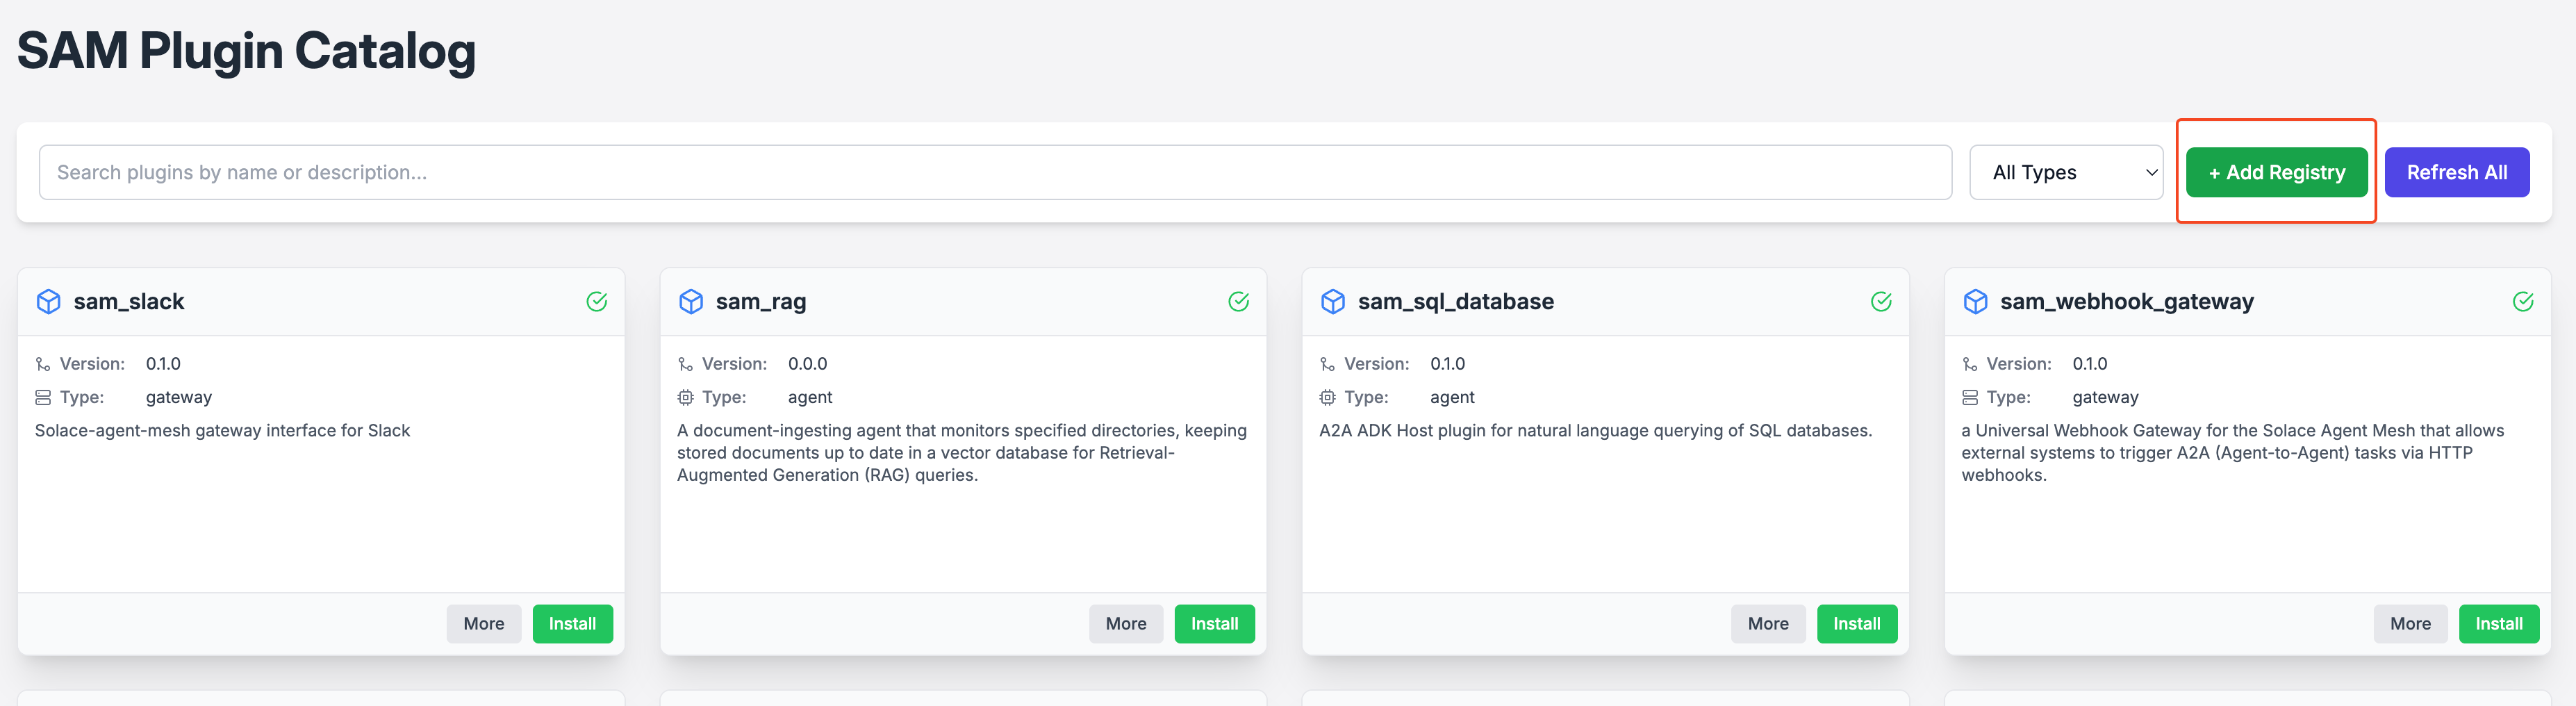 SAM Plugin Catalog
Search plugins by name or description...
All Types
+ Add Registry
Refresh All
sam_slack
Version: 0.1.0
Type: gateway
Solace-agent-mesh gateway interface for Slack
More
Install
sam_rag
Version: 0.0.0
Type: agent
A document-ingesting agent that monitors specified directories, keeping
stored documents up to date in a vector database for Retrieval-
Augmented Generation (RAG) queries.
More
Install
sam_sql_database
Version: 0.1.0
Type: agent
A2A ADK Host plugin for natural language querying of SQL databases.
More
Install
sam_webhook_gateway
Version: 0.1.0
Type: gateway
a Universal Webhook Gateway for the Solace Agent Mesh that allows
external systems to trigger A2A (Agent-to-Agent) tasks via HTTP
webhooks.
More
Install